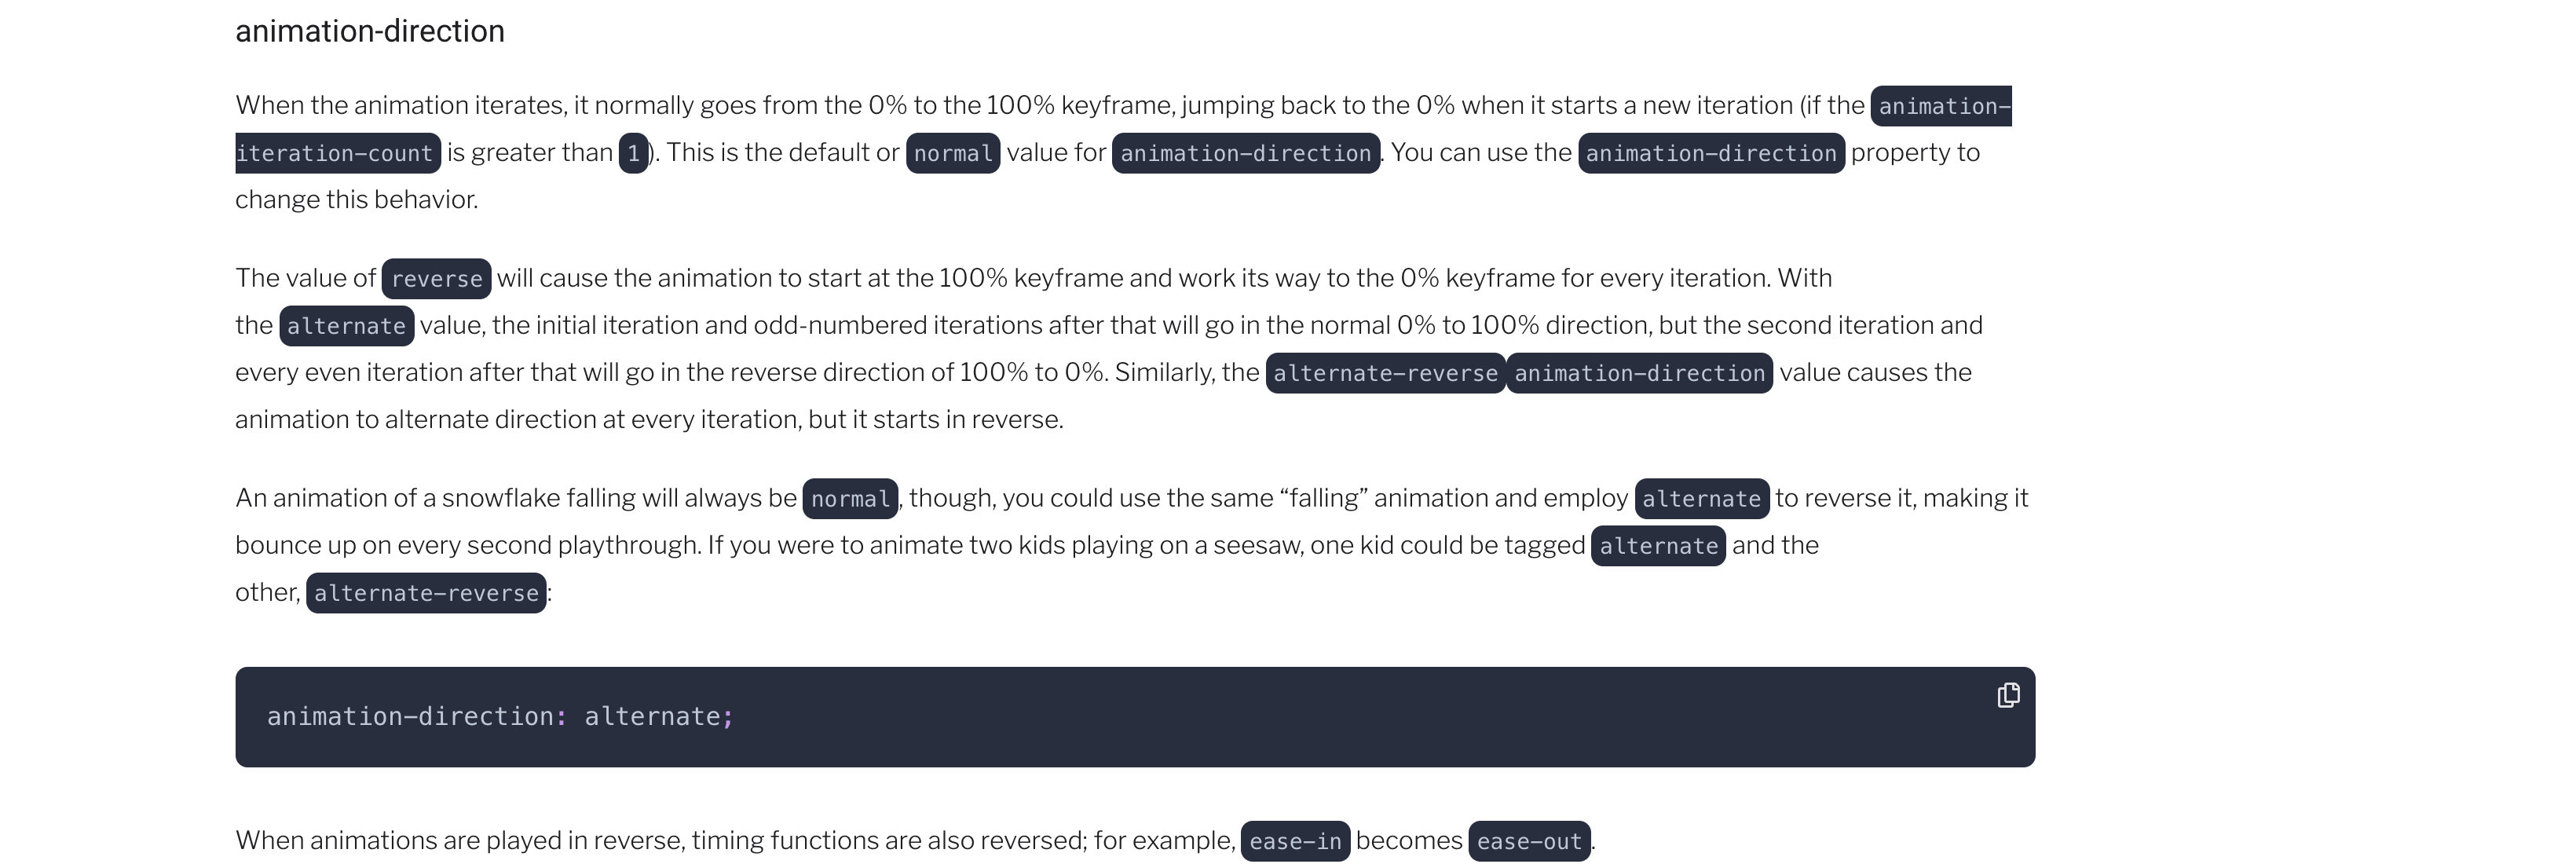 animation-direction
When the animation iterates, it normally goes from the 0% to the 100% keyframe, jumping back to the 0% when it starts a new iteration (if the animation-
iteration-count is greater than 1). This is the default or normal value for animation-direction. You can use the animation-direction property to
change this behavior.
The value of reverse will cause the animation to start at the 100% keyframe and work its way to the 0% keyframe for every iteration. With
the alternate value, the initial iteration and odd-numbered iterations after that will go in the normal 0% to 100% direction, but the second iteration and
every even iteration after that will go in the reverse direction of 100% to 0%. Similarly, the alternate-reverse animation-direction value causes the
animation to alternate direction at every iteration, but it starts in reverse.
An animation of a snowflake falling will always be normal, though, you could use the same “falling” animation and employ alternate to reverse it, making it
bounce up on every second playthrough. If you were to animate two kids playing on a seesaw, one kid could be tagged alternate and the
other, alternate-reverse:
animation-direction: alternate;
When animations are played in reverse, timing functions are also reversed; for example, ease-in becomes ease-out.